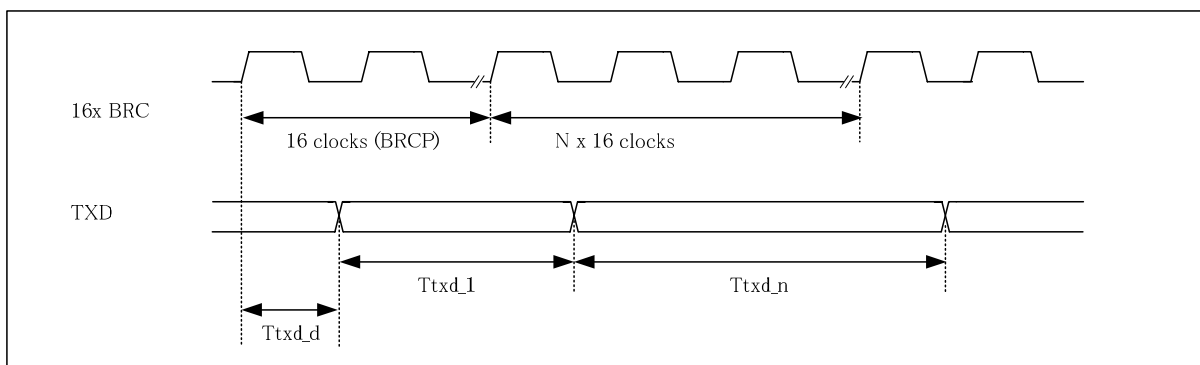 16x BRC
16 clocks (BRCP)
N x 16 clocks
TXD
Ttxd_1
Ttxd_n
Ttxd_d